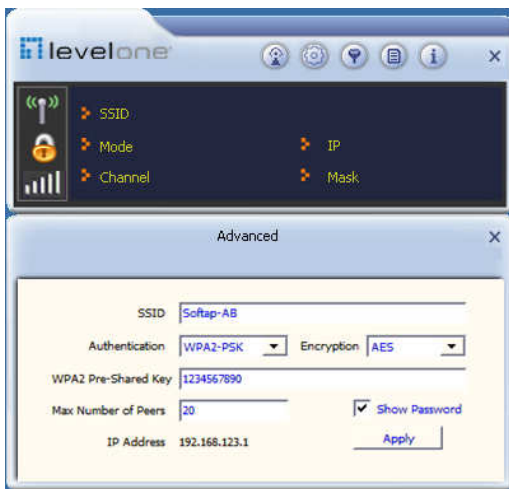 levelone
SSID
Mode IP
Channel Mask
Advanced
SSID Softap-AB
Authentication WPA2-PSK Encryption AES
WPA2 Pre-Shared Key 1234567890
Max Number of Peers 20 Show Password
IP Address 192.168.123.1 Apply